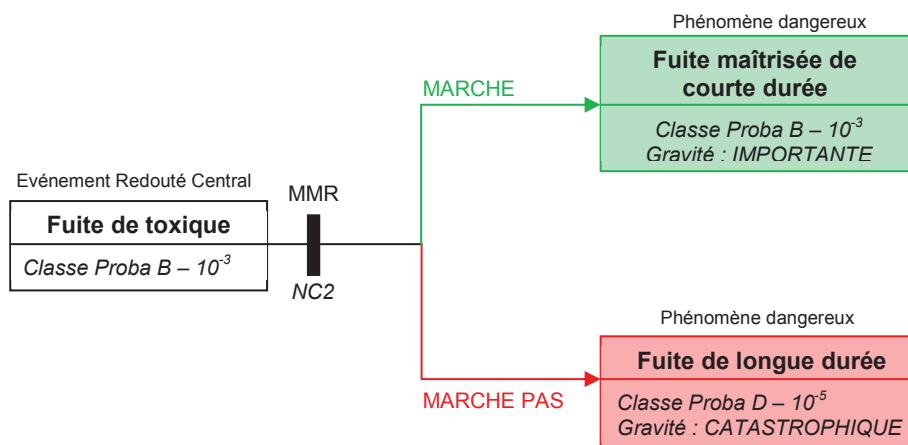 Phénomène dangereux
Fuite maîtrisée de
courte durée
Classe Proba B – 10⁻³
Gravité : IMPORTANTE
MARCHE
Evénement Redouté Central
Fuite de toxique
Classe Proba B – 10⁻³
MMR
NC2
Phénomène dangereux
Fuite de longue durée
Classe Proba D – 10⁻⁵
Gravité : CATASTROPHIQUE
MARCHE PAS